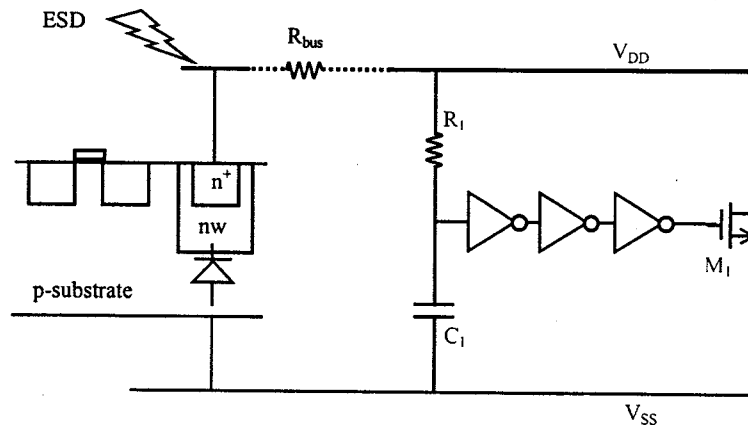 ESD
R_bus
V_DD
R_1
n^+
nw
M_1
p-substrate
C_1
V_SS